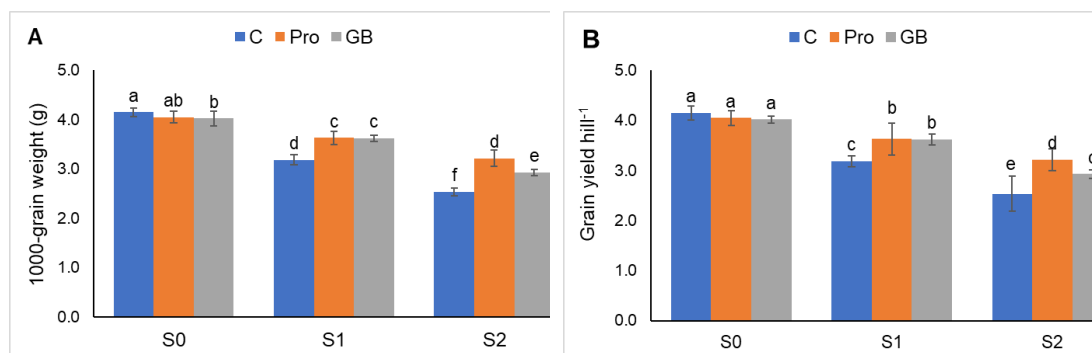 A
C Pro GB
1000-grain weight (g)
5.0
4.0
3.0
2.0
1.0
0.0
a ab b
d c c
f d e
S0 S1 S2
B
C Pro GB
Grain yield hill-1
5.0
4.0
3.0
2.0
1.0
0.0
a a a
c b b
e d
S0 S1 S2